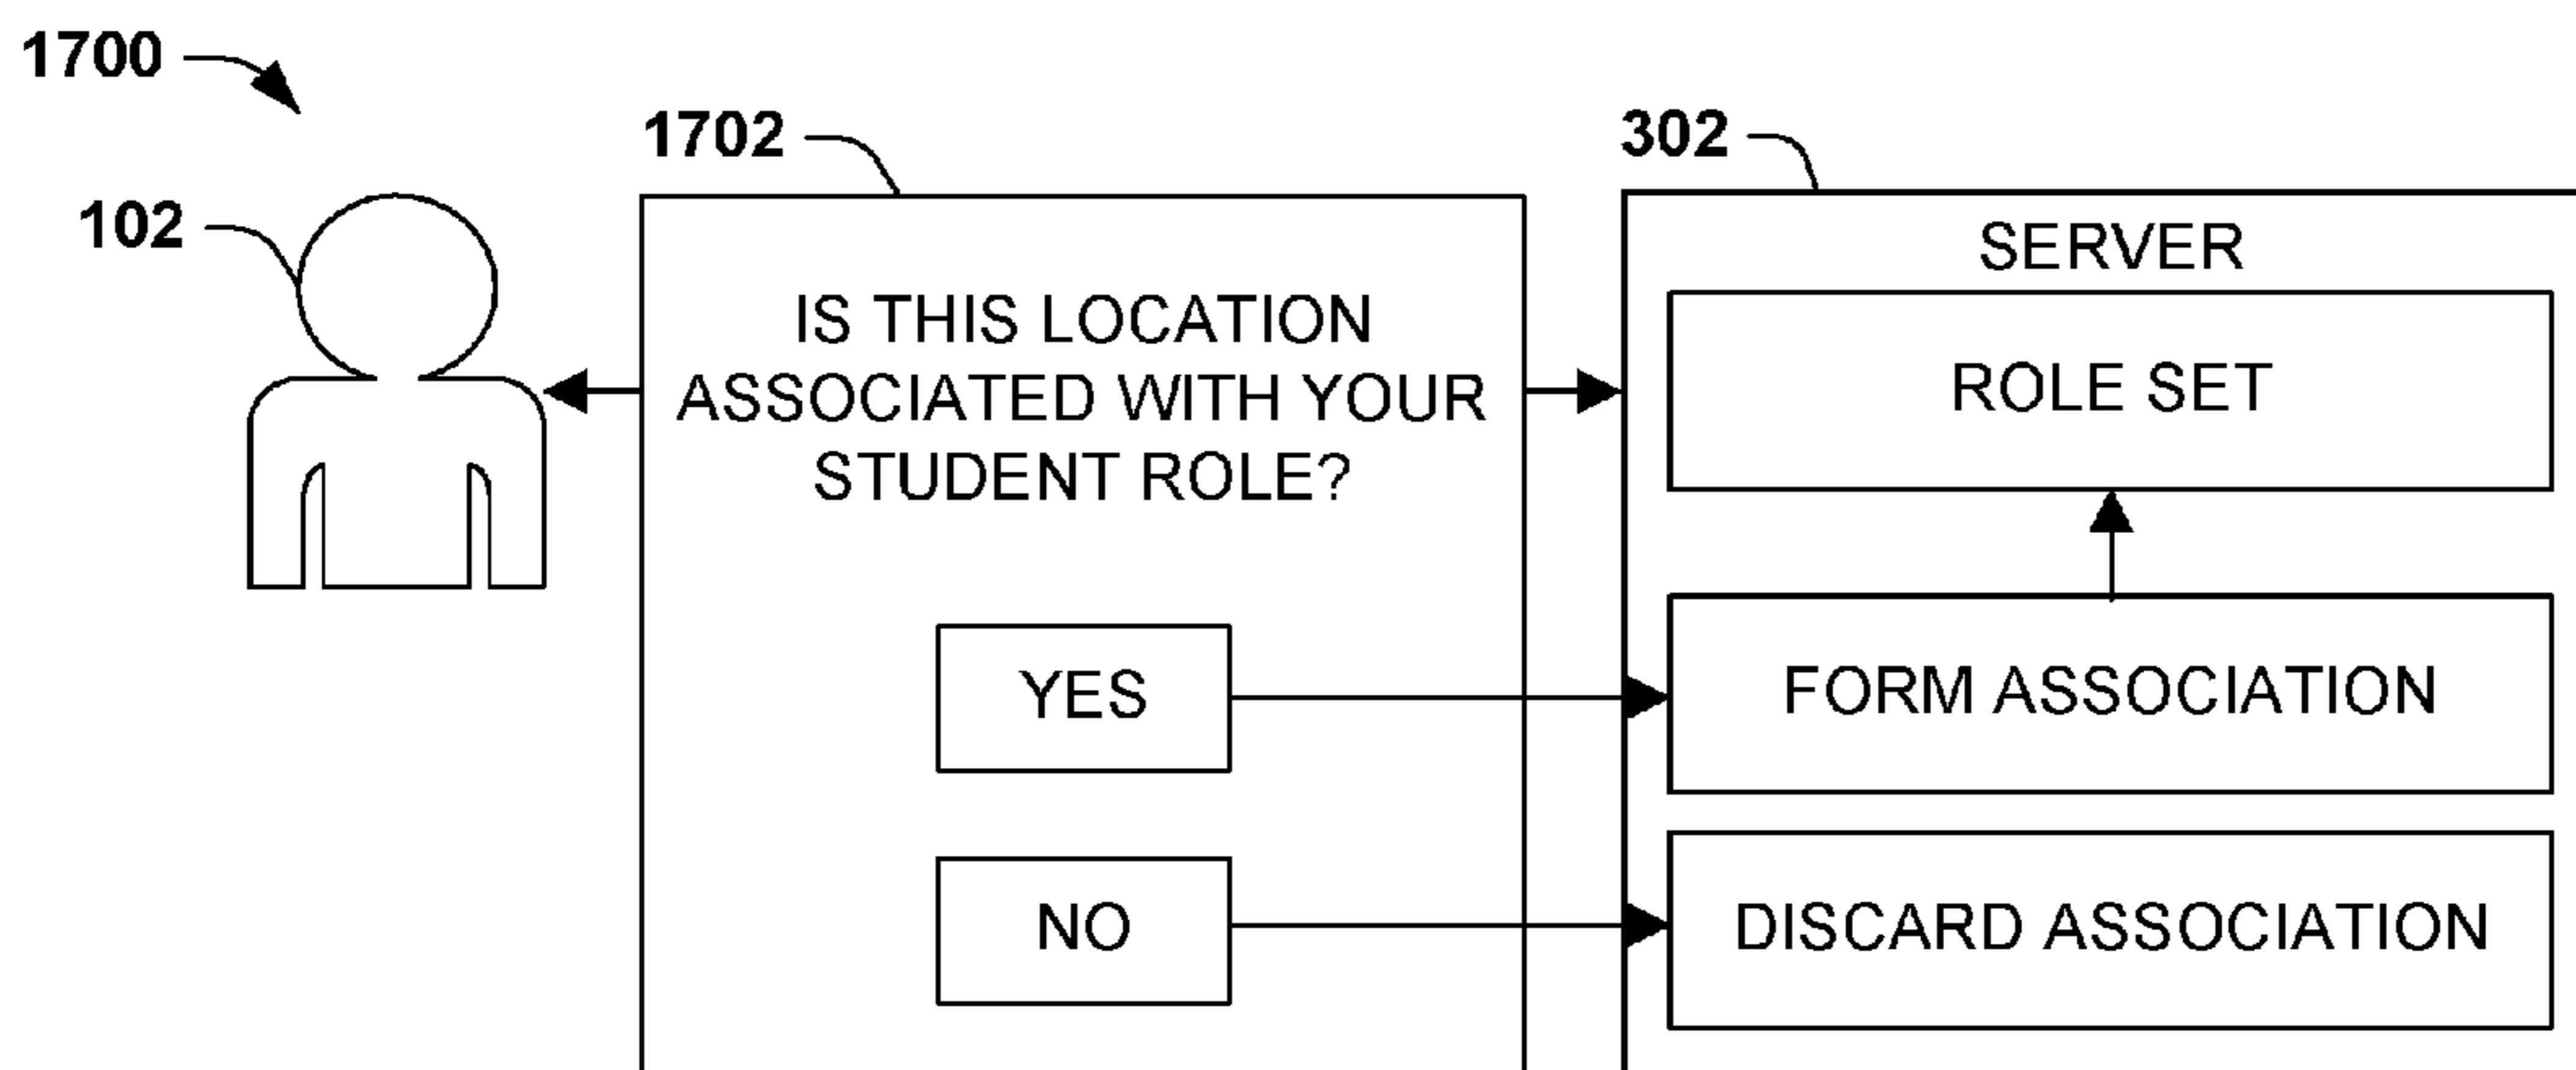 1700
1702
302
102
SERVER
IS THIS LOCATION
ASSOCIATED WITH YOUR
STUDENT ROLE?
ROLE SET
YES
FORM ASSOCIATION
NO
DISCARD ASSOCIATION